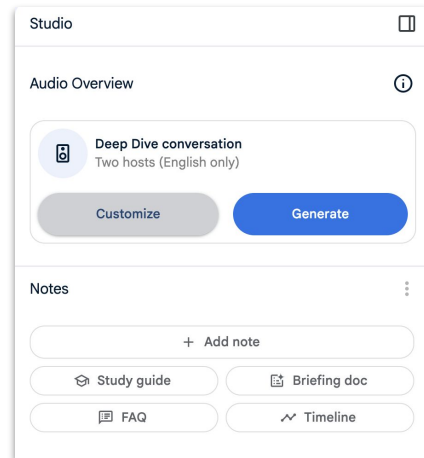 Studio
Audio Overview
Deep Dive conversation
Two hosts (English only)
Customize
Generate
Notes
+ Add note
Study guide
Briefing doc
FAQ
Timeline